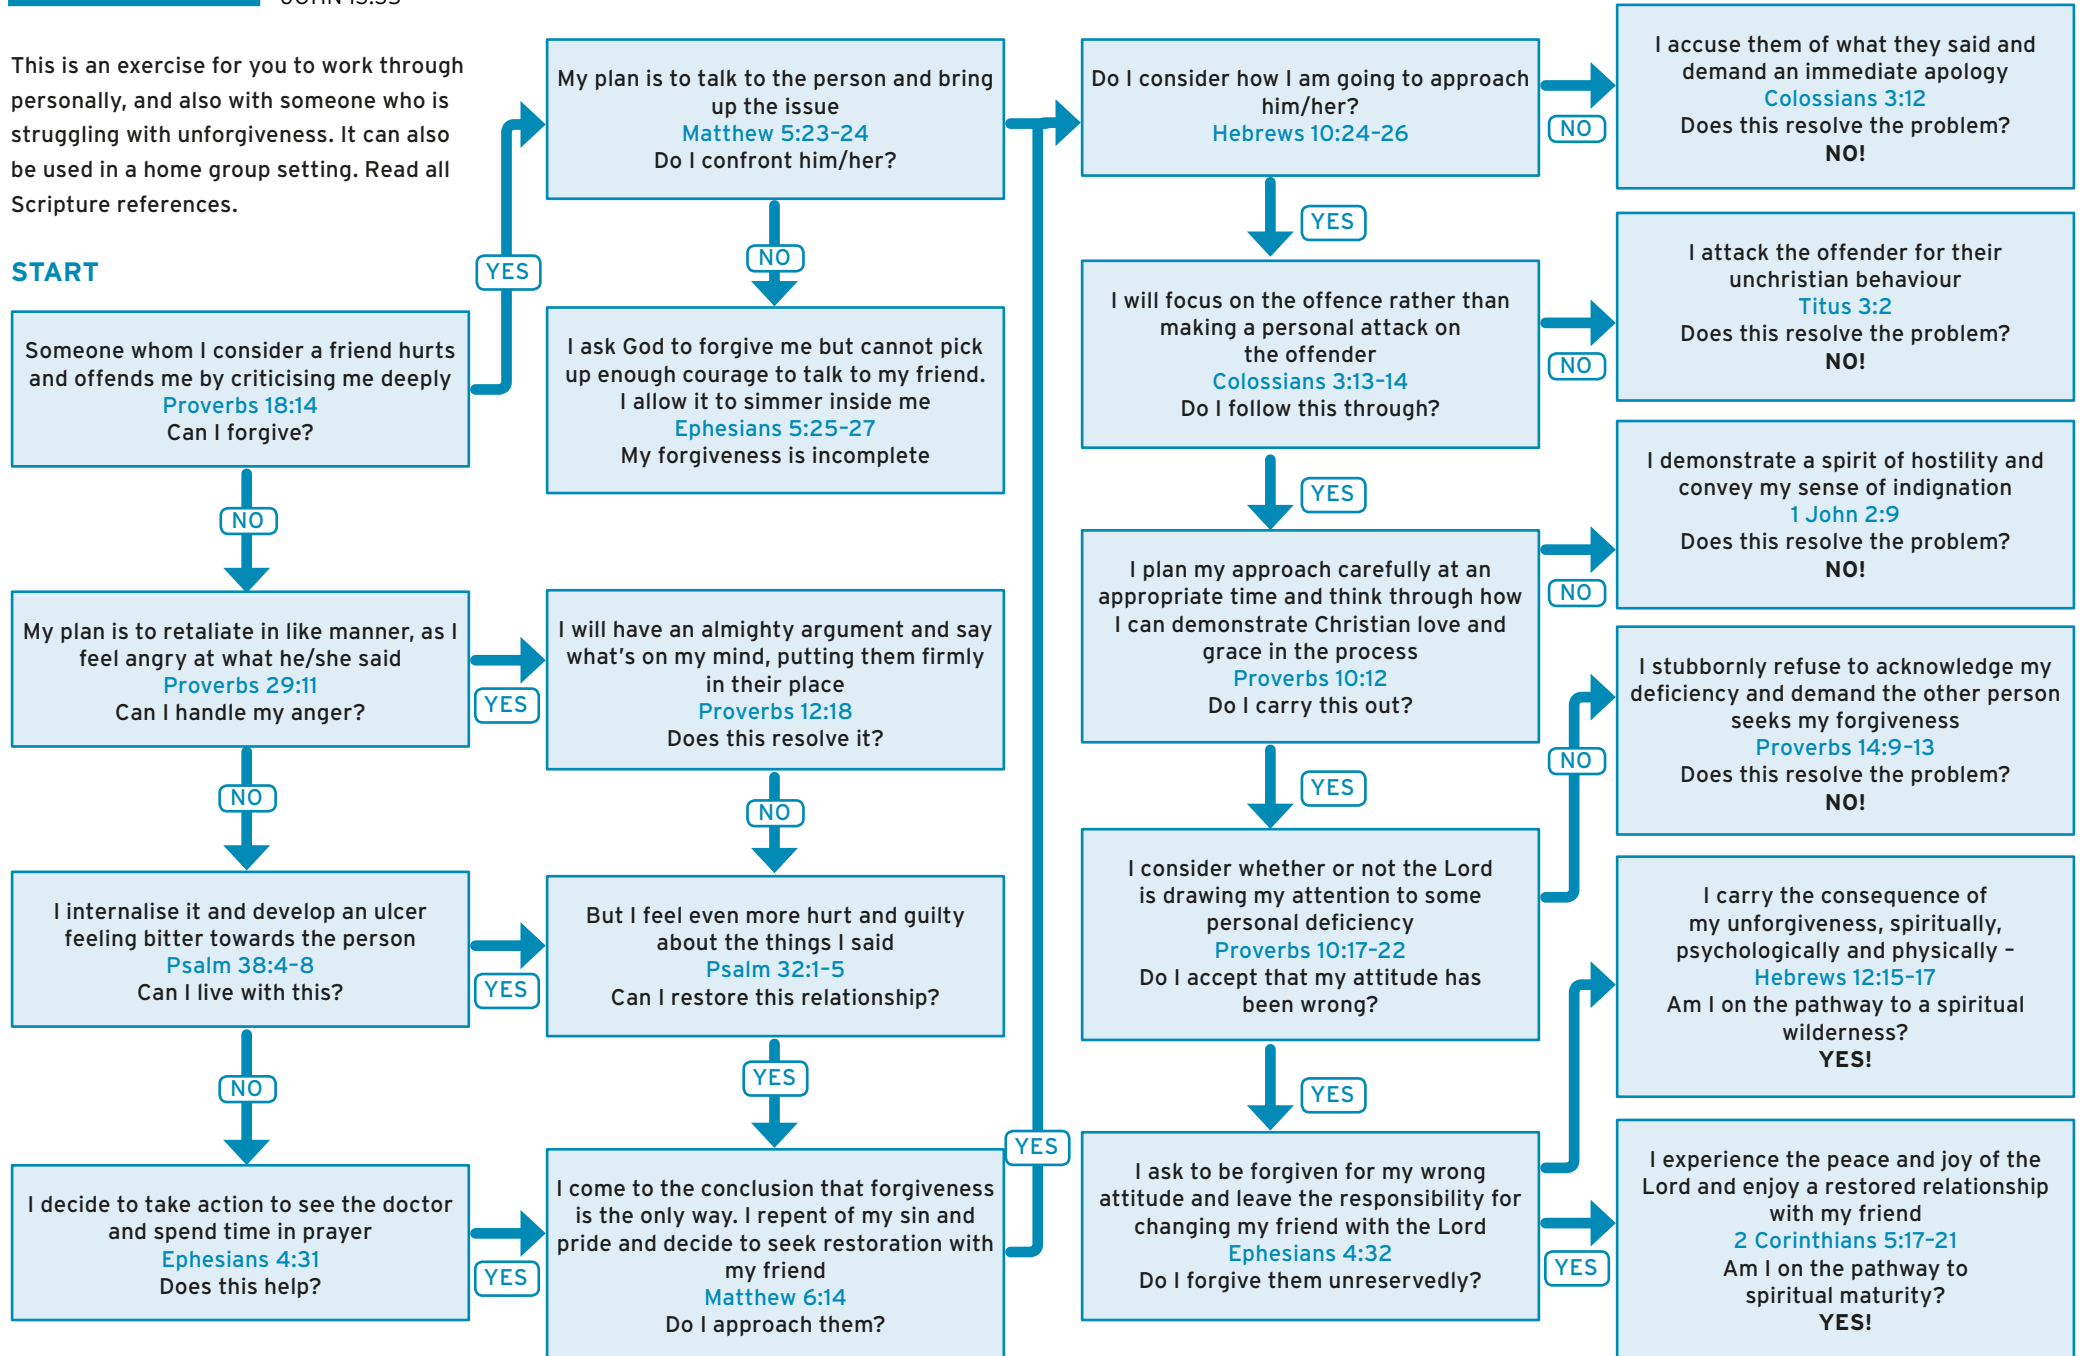 JOHN 13:35
This is an exercise for you to work through
personally, and also with someone who is
struggling with unforgiveness. It can also
be used in a home group setting. Read all
Scripture references.
START
Someone whom I consider a friend hurts
and offends me by criticising me deeply
Proverbs 18:14
Can I forgive?
YES
NO
My plan is to retaliate in like manner, as I
feel angry at what he/she said
Proverbs 29:11
Can I handle my anger?
YES
NO
I internalise it and develop an ulcer
feeling bitter towards the person
Psalm 38:4–8
Can I live with this?
YES
NO
I decide to take action to see the doctor
and spend time in prayer
Ephesians 4:31
Does this help?
YES
My plan is to talk to the person and bring
up the issue
Matthew 5:23–24
Do I confront him/her?
NO
I ask God to forgive me but cannot pick
up enough courage to talk to my friend.
I allow it to simmer inside me
Ephesians 5:25–27
My forgiveness is incomplete
I will have an almighty argument and say
what's on my mind, putting them firmly
in their place
Proverbs 12:18
Does this resolve it?
NO
But I feel even more hurt and guilty
about the things I said
Psalm 32:1–5
Can I restore this relationship?
YES
I come to the conclusion that forgiveness
is the only way. I repent of my sin and
pride and decide to seek restoration with
my friend
Matthew 6:14
Do I approach them?
YES
Do I consider how I am going to approach
him/her?
Hebrews 10:24–26
NO
YES
I will focus on the offence rather than
making a personal attack on
the offender
Colossians 3:13–14
Do I follow this through?
NO
YES
I plan my approach carefully at an
appropriate time and think through how
I can demonstrate Christian love and
grace in the process
Proverbs 10:12
Do I carry this out?
NO
YES
I consider whether or not the Lord
is drawing my attention to some
personal deficiency
Proverbs 10:17–22
Do I accept that my attitude has
been wrong?
NO
YES
I ask to be forgiven for my wrong
attitude and leave the responsibility for
changing my friend with the Lord
Ephesians 4:32
Do I forgive them unreservedly?
YES
I accuse them of what they said and
demand an immediate apology
Colossians 3:12
Does this resolve the problem?
NO!
I attack the offender for their
unchristian behaviour
Titus 3:2
Does this resolve the problem?
NO!
I demonstrate a spirit of hostility and
convey my sense of indignation
1 John 2:9
Does this resolve the problem?
NO!
I stubbornly refuse to acknowledge my
deficiency and demand the other person
seeks my forgiveness
Proverbs 14:9–13
Does this resolve the problem?
NO!
I carry the consequence of
my unforgiveness, spiritually,
psychologically and physically –
Hebrews 12:15–17
Am I on the pathway to a spiritual
wilderness?
YES!
I experience the peace and joy of the
Lord and enjoy a restored relationship
with my friend
2 Corinthians 5:17–21
Am I on the pathway to
spiritual maturity?
YES!